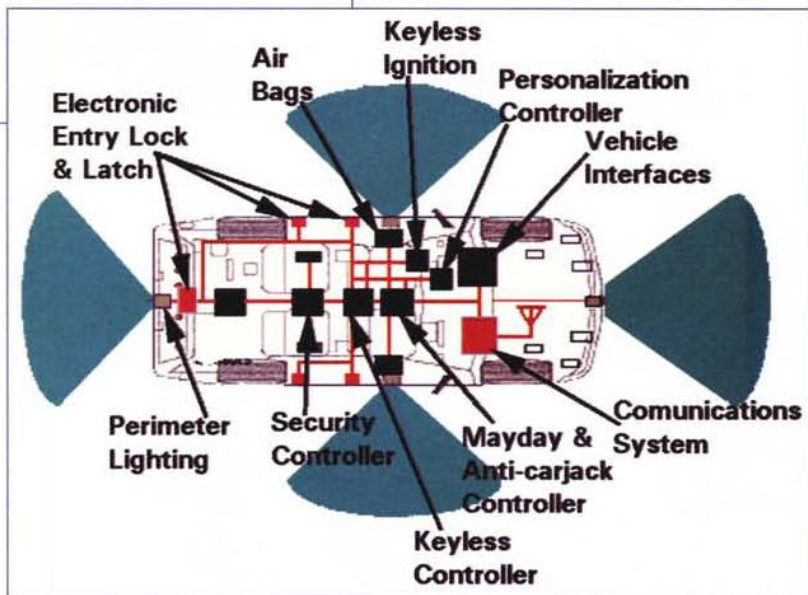 Keyless
Ignition
Air
Bags
Personalization
Controller
Electronic
Entry Lock
& Latch
Vehicle
Interfaces
Perimeter
Lighting
Security
Controller
Mayday &
Anti-carjack
Controller
Comunications
System
Keyless
Controller